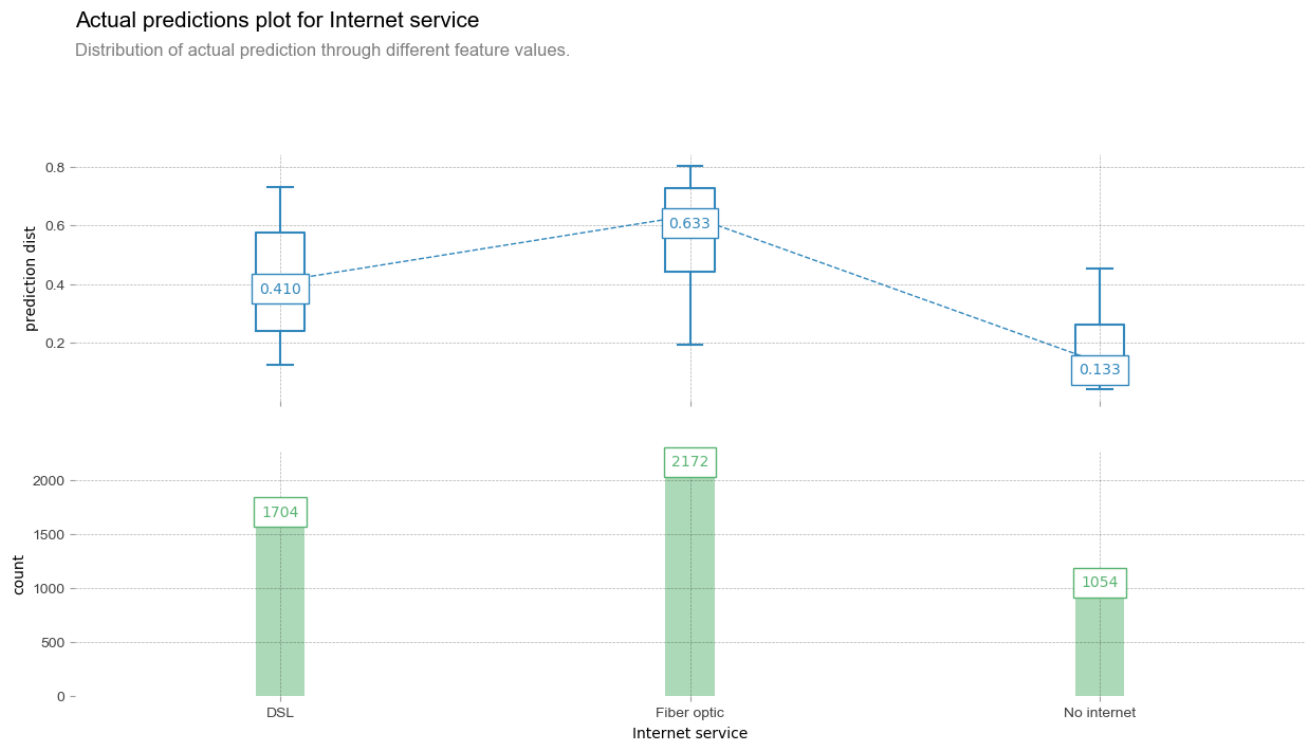 Actual predictions plot for Internet service
Distribution of actual prediction through different feature values.
0.8
0.6
0.4
0.2
prediction dist
0.410
0.633
0.133
2000
1500
1000
500
0
count
1704
2172
1054
DSL
Fiber optic
No internet
Internet service